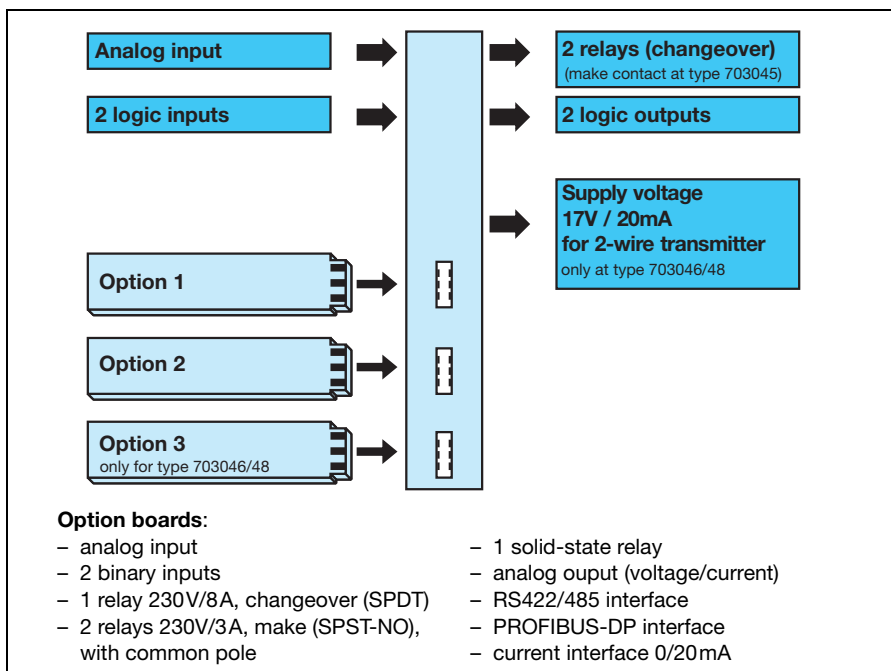 Analog input
2 relays (changeover)
(make contact at type 703045)
2 logic inputs
2 logic outputs
Supply voltage
17V / 20mA
for 2-wire transmitter
only at type 703046/48
Option 1
Option 2
Option 3
only for type 703046/48
Option boards:
– analog input
– 2 binary inputs
– 1 relay 230V/8A, changeover (SPDT)
– 2 relays 230V/3A, make (SPST-NO),
with common pole
– 1 solid-state relay
– analog ouput (voltage/current)
– RS422/485 interface
– PROFIBUS-DP interface
– current interface 0/20mA